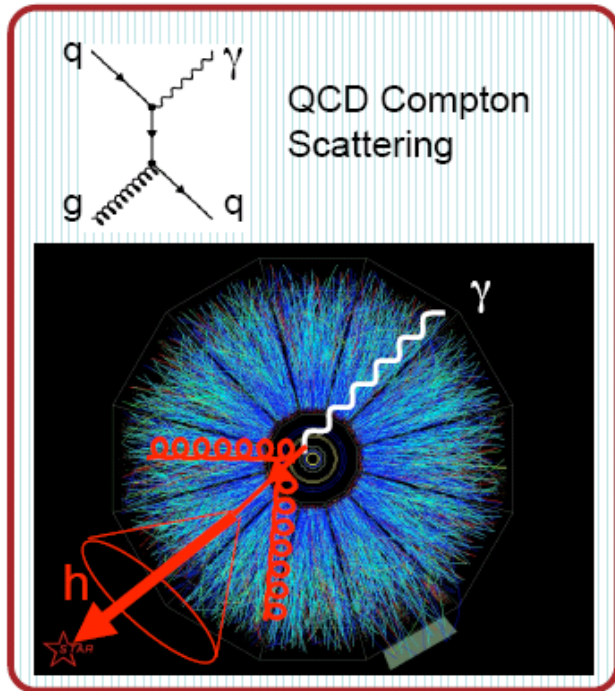 q
γ
QCD Compton
Scattering
g
q
γ
h
STAR